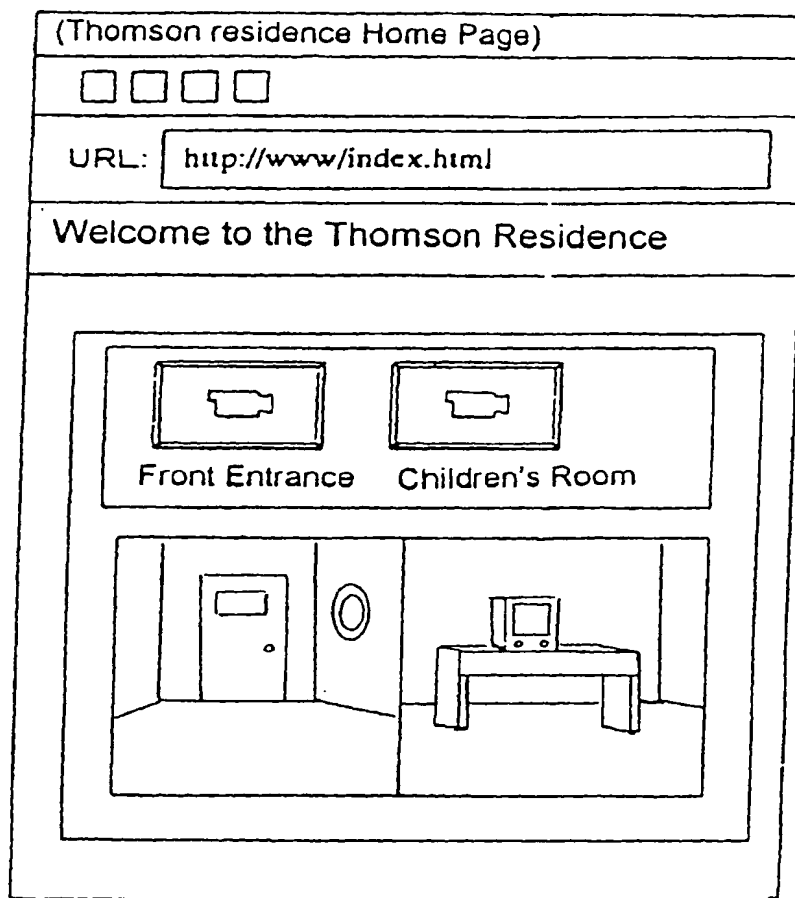 (Thomson residence Home Page)
URL: http://www/index.html
Welcome to the Thomson Residence
Front Entrance Children's Room